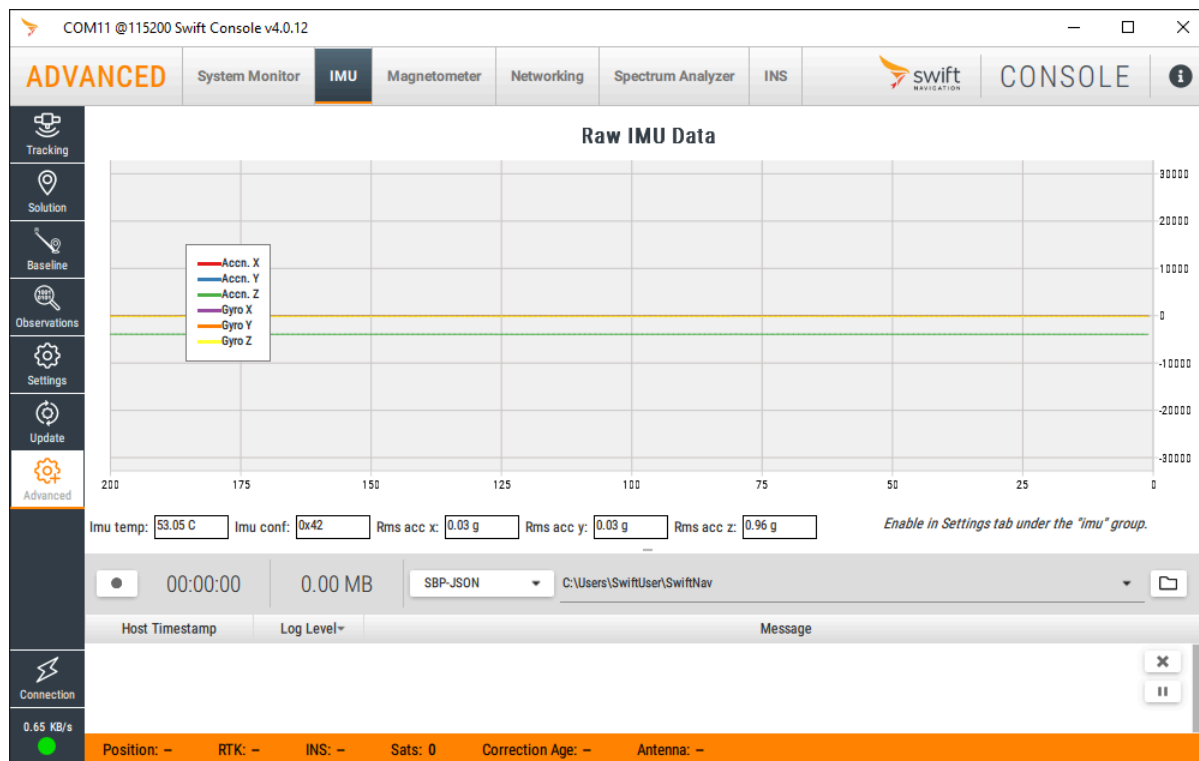 COM11 @115200 Swift Console v4.0.12
ADVANCED System Monitor IMU Magnetometer Networking Spectrum Analyzer INS swift NAVIGATION CONSOLE i
Tracking
Solution
Baseline
Observations
Settings
Update
Advanced
Raw IMU Data
Accn. X
Accn. Y
Accn. Z
Gyro X
Gyro Y
Gyro Z
30000
20000
10000
0
-10000
-20000
-30000
200 175 150 125 100 75 50 25 0
Imu temp: 53.05 C Imu conf: 0x42 Rms acc x: 0.03 g Rms acc y: 0.03 g Rms acc z: 0.96 g Enable in Settings tab under the "imu" group.
00:00:00 0.00 MB SBP-JSON C:\Users\SwiftUser\SwiftNav
Host Timestamp Log Level Message
Connection
0.65 KB/s
Position: – RTK: – INS: – Sats: 0 Correction Age: – Antenna: –